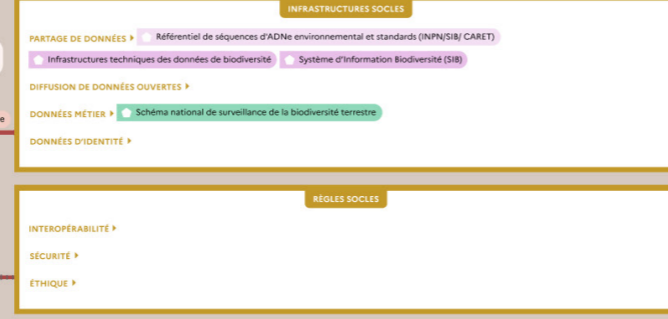 INFRASTRUCTURES SOCLES
PARTAGE DE DONNÉES Référentiel de séquences d'ADNe environnemental et standards (INPN/SIB/ CARET)
Infrastructures techniques des données de biodiversité Système d'Information Biodiversité (SIB)
DIFFUSION DE DONNÉES OUVERTES
DONNÉES MÉTIER Schéma national de surveillance de la biodiversité terrestre
DONNÉES D'IDENTITÉ
e
RÈGLES SOCLES
INTEROPÉRABILITÉ
SÉCURITÉ
ÉTHIQUE